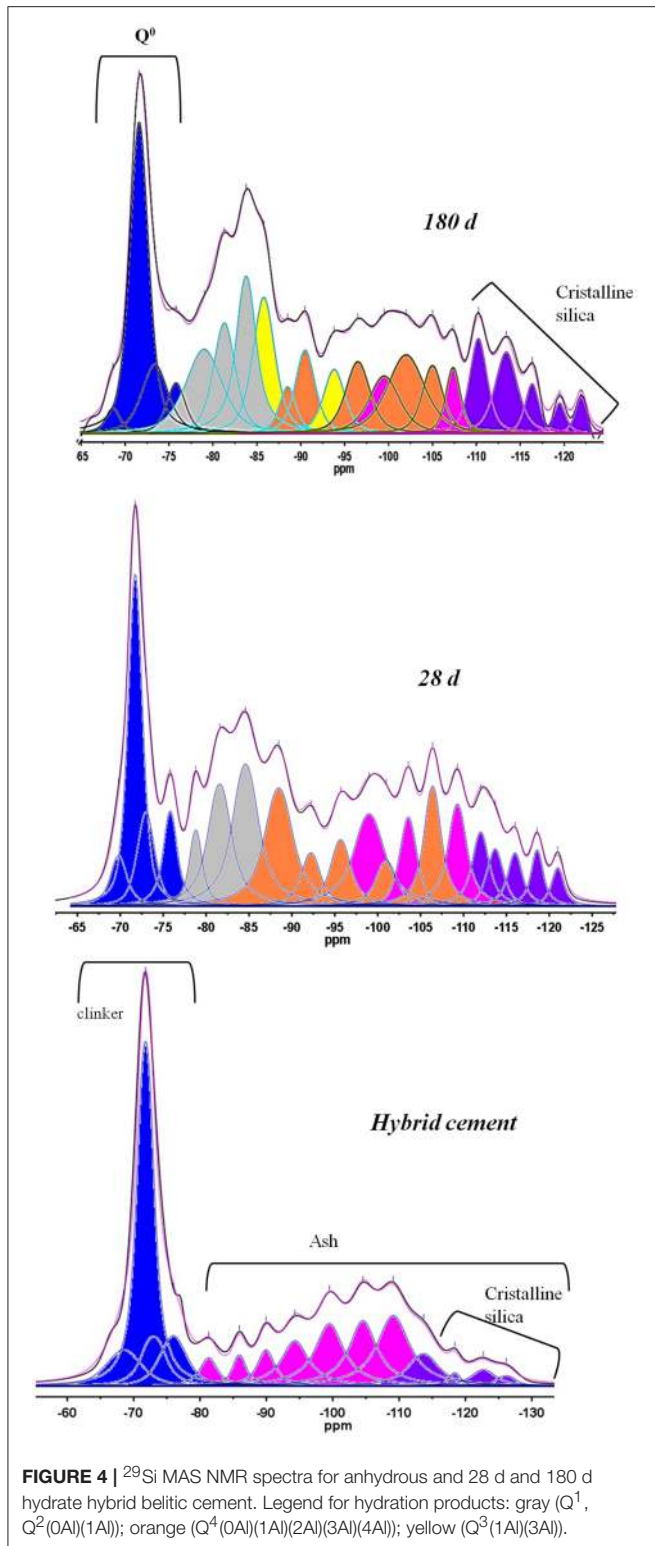 Q⁰
180 d
Cristalline
silica
65 -70 -75 -80 -85 -90 -95 -100 -105 -110 -115 -120
ppm
28 d
-65 -70 -75 -80 -85 -90 -95 -100 -105 -110 -115 -120 -125
ppm
clinker
Hybrid cement
Ash
Cristalline
silica
-60 -70 -80 -90 -100 -110 -120 -130
ppm
FIGURE 4 | ²⁹Si MAS NMR spectra for anhydrous and 28 d and 180 d
hydrate hybrid belitic cement. Legend for hydration products: gray (Q¹,
Q²(0Al)(1Al)); orange (Q⁴(0Al)(1Al)(2Al)(3Al)(4Al)); yellow (Q³(1Al)(3Al)).